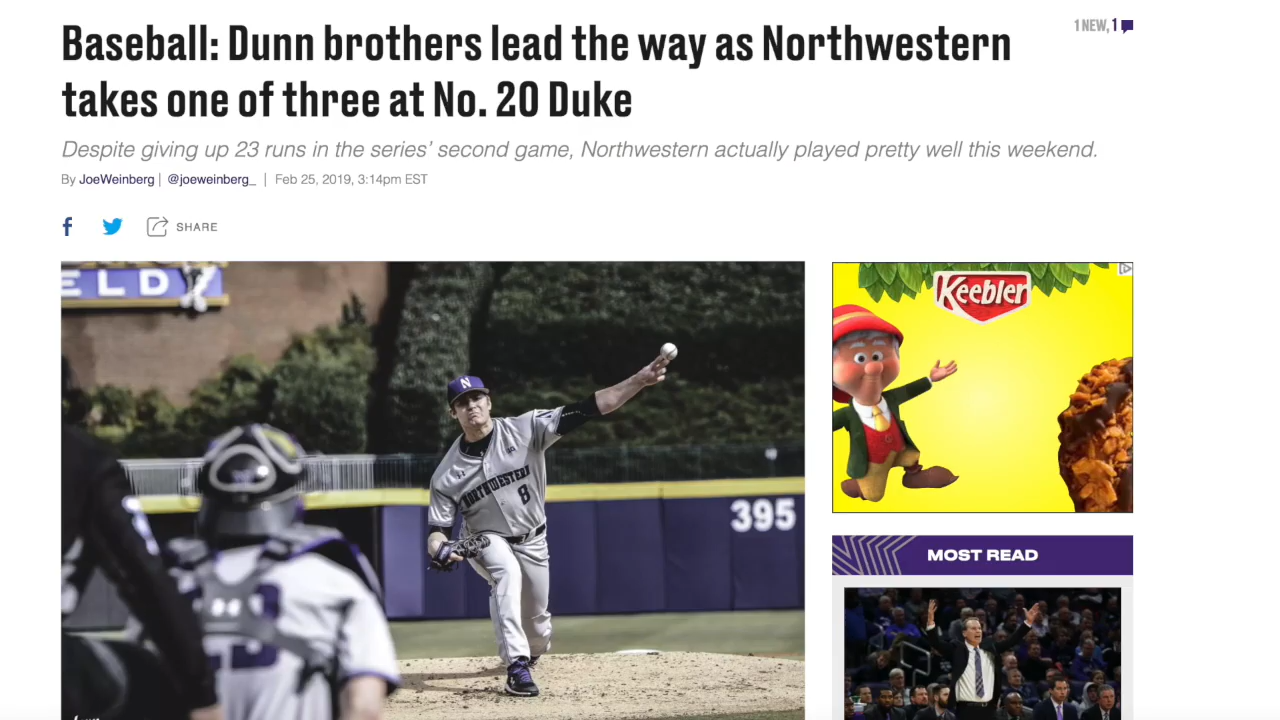 Baseball: Dunn brothers lead the way as Northwestern
takes one of three at No. 20 Duke
1 NEW, 1
Despite giving up 23 runs in the series’ second game, Northwestern actually played pretty well this weekend.
By JoeWeinberg | @joeweinberg_ | Feb 25, 2019, 3:14pm EST
SHARE
ELD
N
NORTHWESTERN
8
395
Keebler
MOST READ